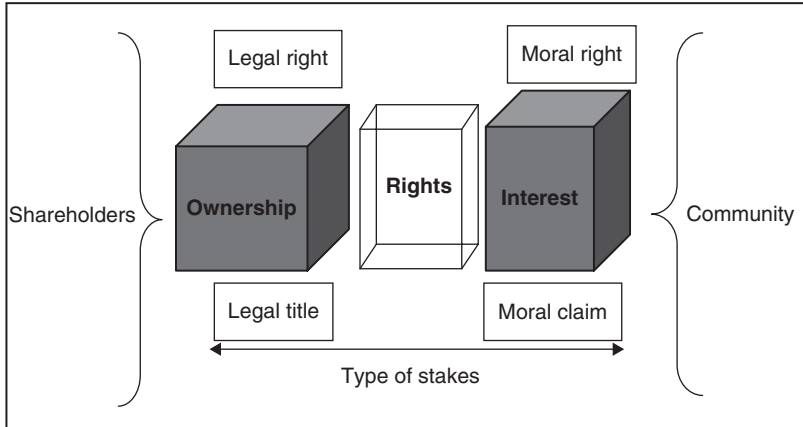 Legal right
Moral right
Shareholders
Ownership
Rights
Interest
Community
Legal title
Moral claim
Type of stakes